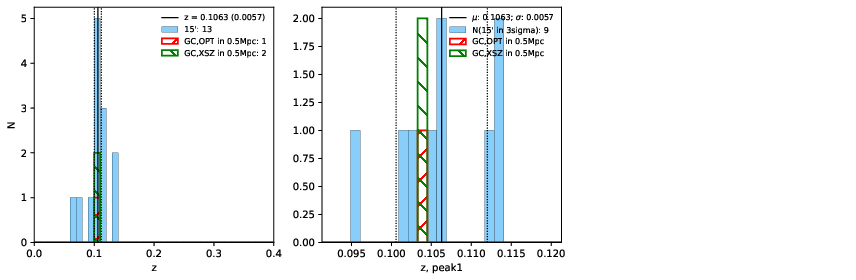 z = 0.1063 (0.0057)
15': 13
GC,OPT in 0.5Mpc: 1
GC,XSZ in 0.5Mpc: 2
5
4
3
2
1
0
N
0.0
0.1
0.2
0.3
0.4
z
μ: 0.1063; σ: 0.0057
N(15' in 3sigma): 9
GC,OPT in 0.5Mpc
GC,XSZ in 0.5Mpc
2.00
1.75
1.50
1.25
1.00
0.75
0.50
0.25
0.00
0.095
0.100
0.105
0.110
0.115
0.120
z, peak1